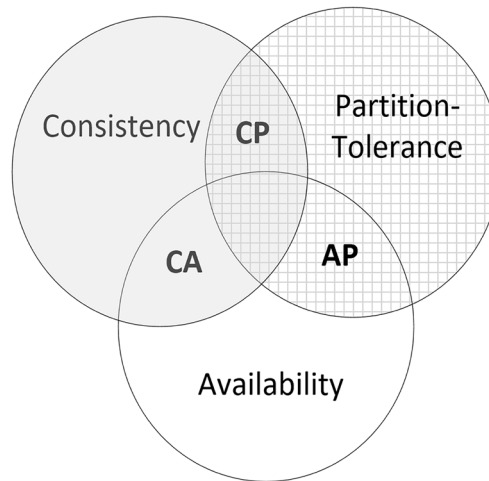 Consistency
CP
Partition-
Tolerance
CA
AP
Availability